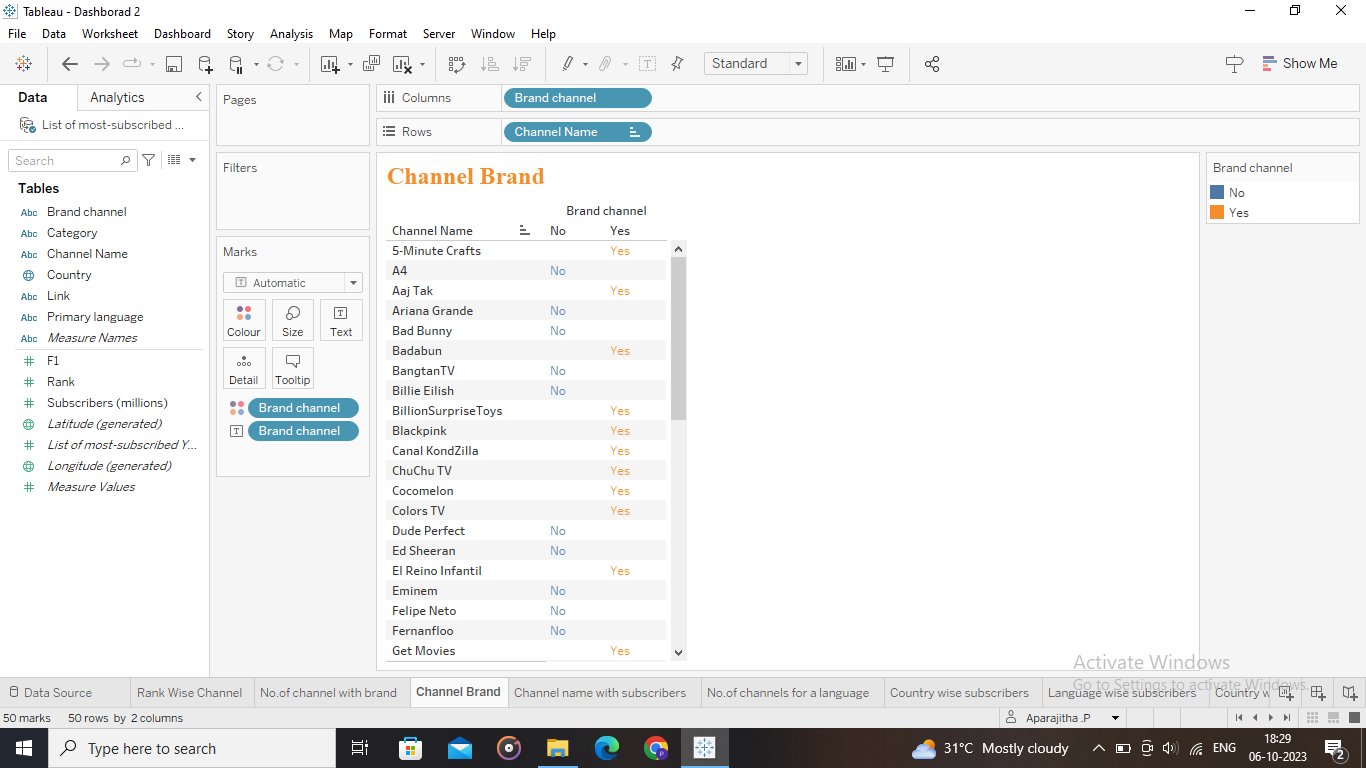 Tableau - Dashborad 2
File Data Worksheet Dashboard Story Analysis Map Format Server Window Help
Standard
Show Me
Data Analytics
List of most-subscribed ...
Search
Tables
Abc Brand channel
Abc Category
Abc Channel Name
Country
Abc Link
Abc Primary language
Abc Measure Names
# F1
# Rank
# Subscribers (millions)
Latitude (generated)
# List of most-subscribed Y...
Longitude (generated)
# Measure Values
Pages
Filters
Marks
T Automatic
Colour Size Text
Detail Tooltip
Brand channel
Brand channel
Columns Brand channel
Rows Channel Name
Channel Brand
Brand channel
Channel Name No Yes
5-Minute Crafts Yes
A4 No
Aaj Tak Yes
Ariana Grande No
Bad Bunny No
Badabun Yes
BangtanTV No
Billie Eilish No
BillionSurpriseToys Yes
Blackpink Yes
Canal KondZilla Yes
ChuChu TV Yes
Cocomelon Yes
Colors TV Yes
Dude Perfect No
Ed Sheeran No
El Reino Infantil Yes
Eminem No
Felipe Neto No
Fernanfloo No
Get Movies Yes
Brand channel
No
Yes
Activate Windows
Go to Settings to activate Windows.
Data Source Rank Wise Channel No.of channel with brand Channel Brand Channel name with subscribers No.of channels for a language Country wise subscribers Language wise subscribers Country w
50 marks 50 rows by 2 columns Aparajitha .P
Type here to search
31°C Mostly cloudy ENG 18:29
06-10-2023
2